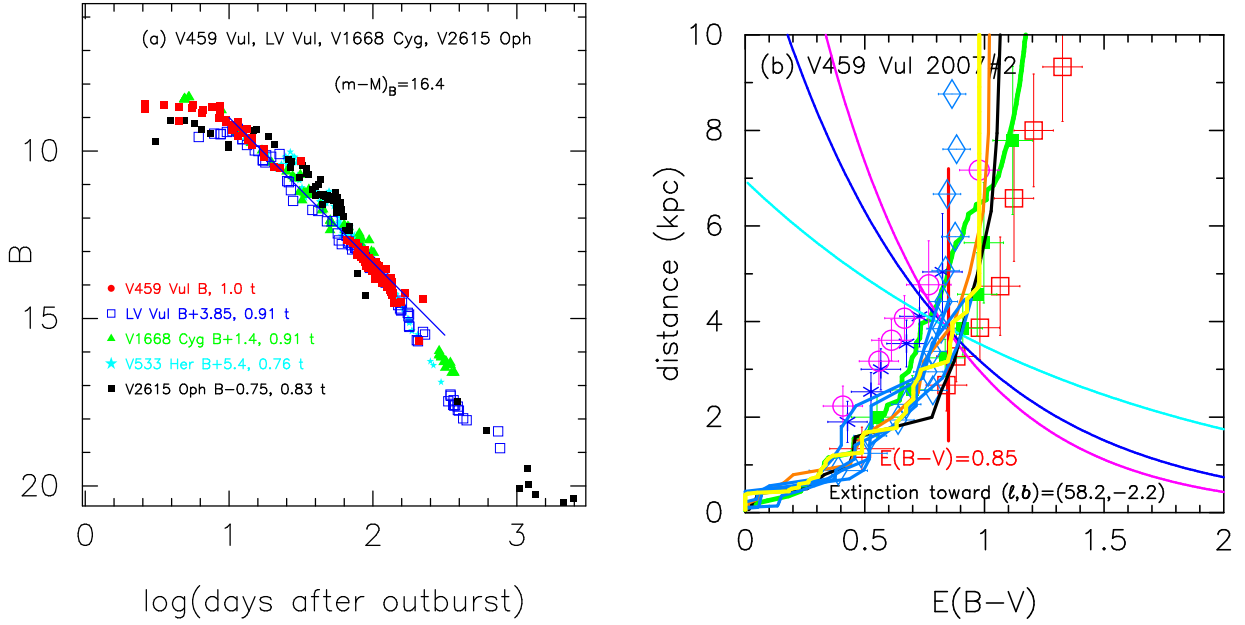 (a) V459 Vul, LV Vul, V1668 Cyg, V2615 Oph
(m−M)B=16.4
10
15
20
B
V459 Vul B, 1.0 t
LV Vul B+3.85, 0.91 t
V1668 Cyg B+1.4, 0.91 t
V533 Her B+5.4, 0.76 t
V2615 Oph B−0.75, 0.83 t
0 1 2 3
log(days after outburst)
(b) V459 Vul 2007#2
10
8
6
4
2
0
distance (kpc)
E(B−V)=0.85
Extinction toward (l,b)=(58.2,−2.2)
0 0.5 1 1.5 2
E(B−V)